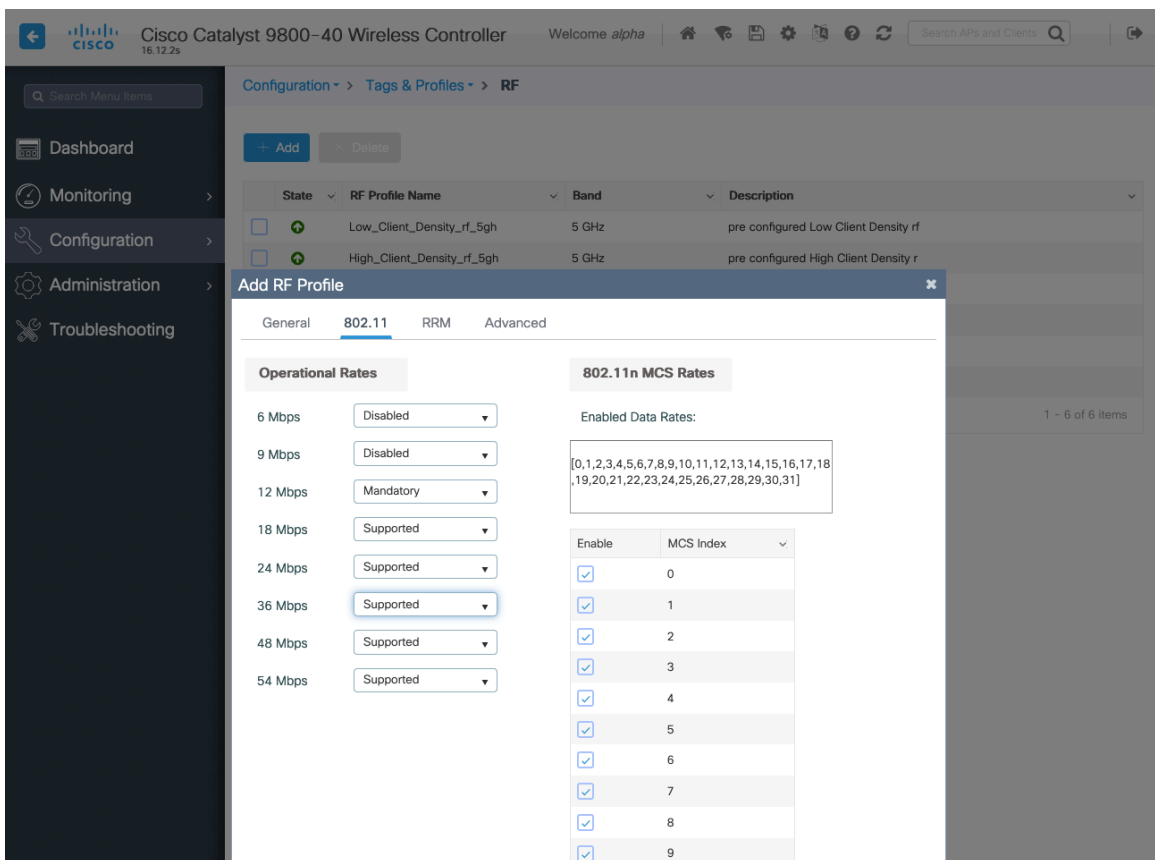 CISCO
Cisco Catalyst 9800-40 Wireless Controller
16.12.2s
Welcome alpha
Search APs and Clients
Search Menu Items
Dashboard
Monitoring
Configuration
Administration
Troubleshooting
Configuration > Tags & Profiles > RF
+ Add
× Delete
State RF Profile Name Band Description
Low_Client_Density_rf_5gh 5 GHz pre configured Low Client Density rf
High_Client_Density_rf_5gh 5 GHz pre configured High Client Density r
1 - 6 of 6 items
Add RF Profile
General 802.11 RRM Advanced
Operational Rates
6 Mbps Disabled
9 Mbps Disabled
12 Mbps Mandatory
18 Mbps Supported
24 Mbps Supported
36 Mbps Supported
48 Mbps Supported
54 Mbps Supported
802.11n MCS Rates
Enabled Data Rates:
[0,1,2,3,4,5,6,7,8,9,10,11,12,13,14,15,16,17,18
,19,20,21,22,23,24,25,26,27,28,29,30,31]
Enable MCS Index
0
1
2
3
4
5
6
7
8
9